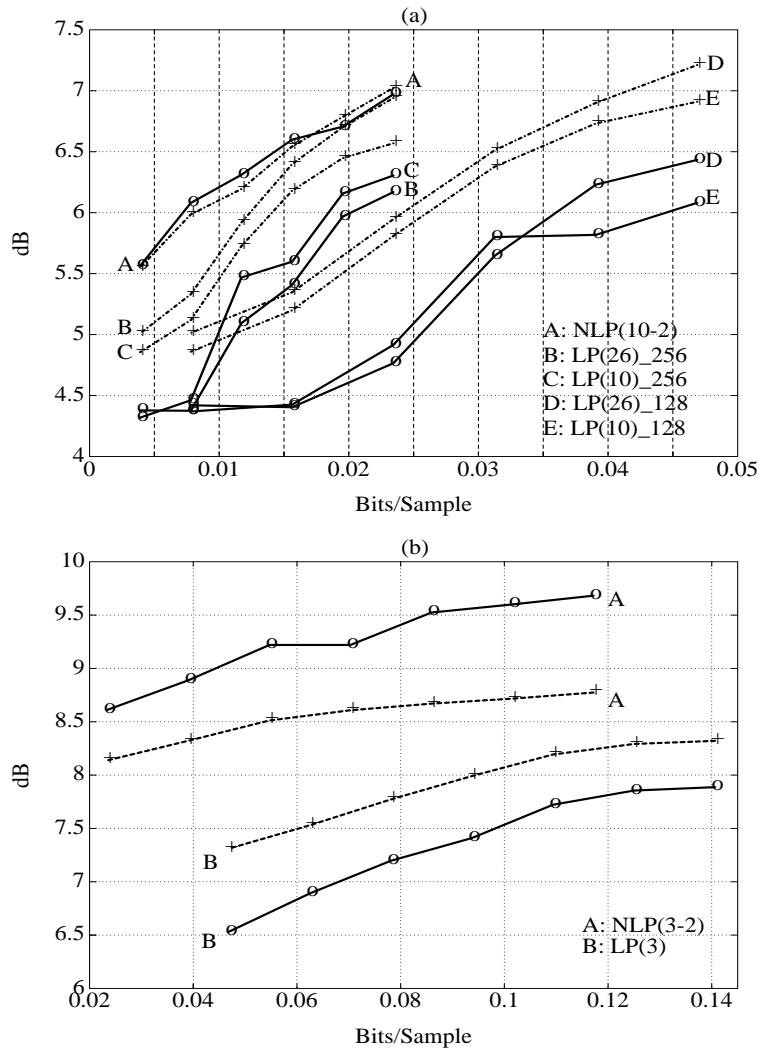 (a)
7.5
7
6.5
6
5.5
5
4.5
4
dB
A
D
E
C
B
D
E
A
B
C
A: NLP(10-2)
B: LP(26)_256
C: LP(10)_256
D: LP(26)_128
E: LP(10)_128
0 0.01 0.02 0.03 0.04 0.05
Bits/Sample
(b)
10
9.5
9
8.5
8
7.5
7
6.5
6
dB
A
A
B
B
A: NLP(3-2)
B: LP(3)
0.02 0.04 0.06 0.08 0.1 0.12 0.14
Bits/Sample